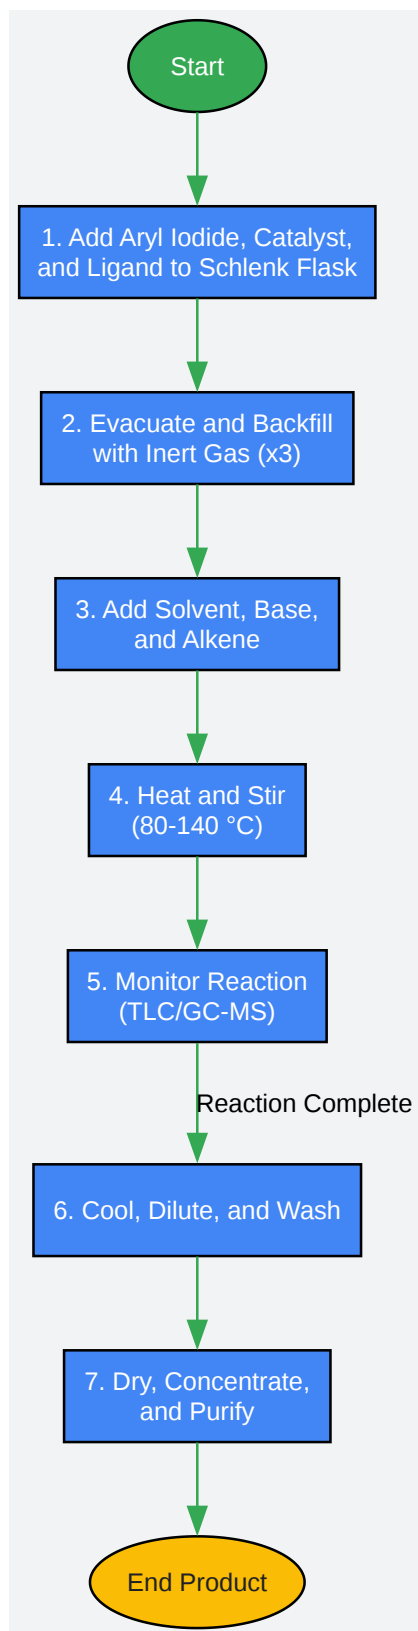 Start
1. Add Aryl Iodide, Catalyst,
and Ligand to Schlenk Flask
2. Evacuate and Backfill
with Inert Gas (x3)
3. Add Solvent, Base,
and Alkene
4. Heat and Stir
(80-140 °C)
5. Monitor Reaction
(TLC/GC-MS)
Reaction Complete
6. Cool, Dilute, and Wash
7. Dry, Concentrate,
and Purify
End Product